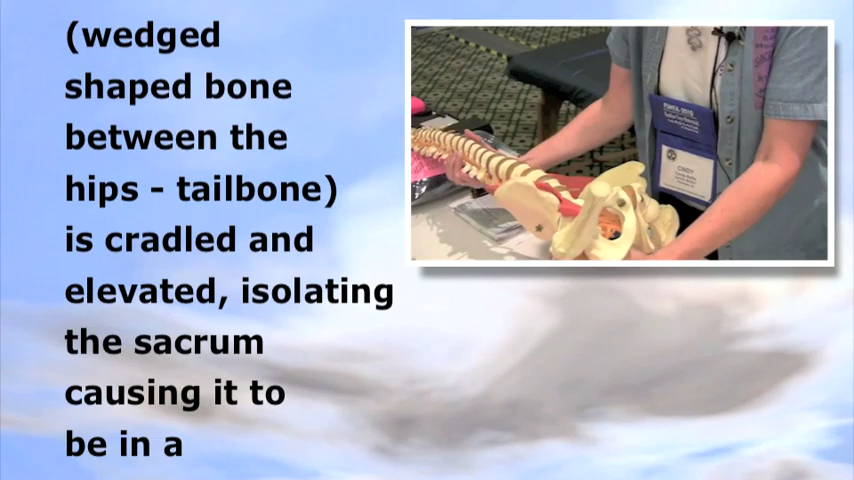 (wedged
shaped bone
between the
hips - tailbone)
is cradled and
elevated, isolating
the sacrum
causing it to
be in a
CINDY